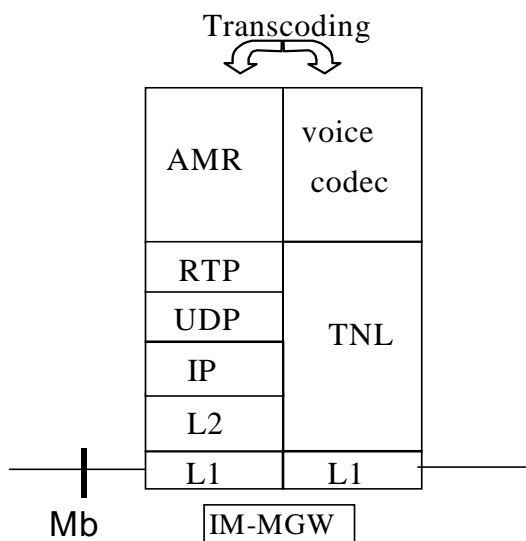 Transcoding
AMR
voice
codec
RTP
UDP
TNL
IP
L2
L1
L1
Mb
IM-MGW